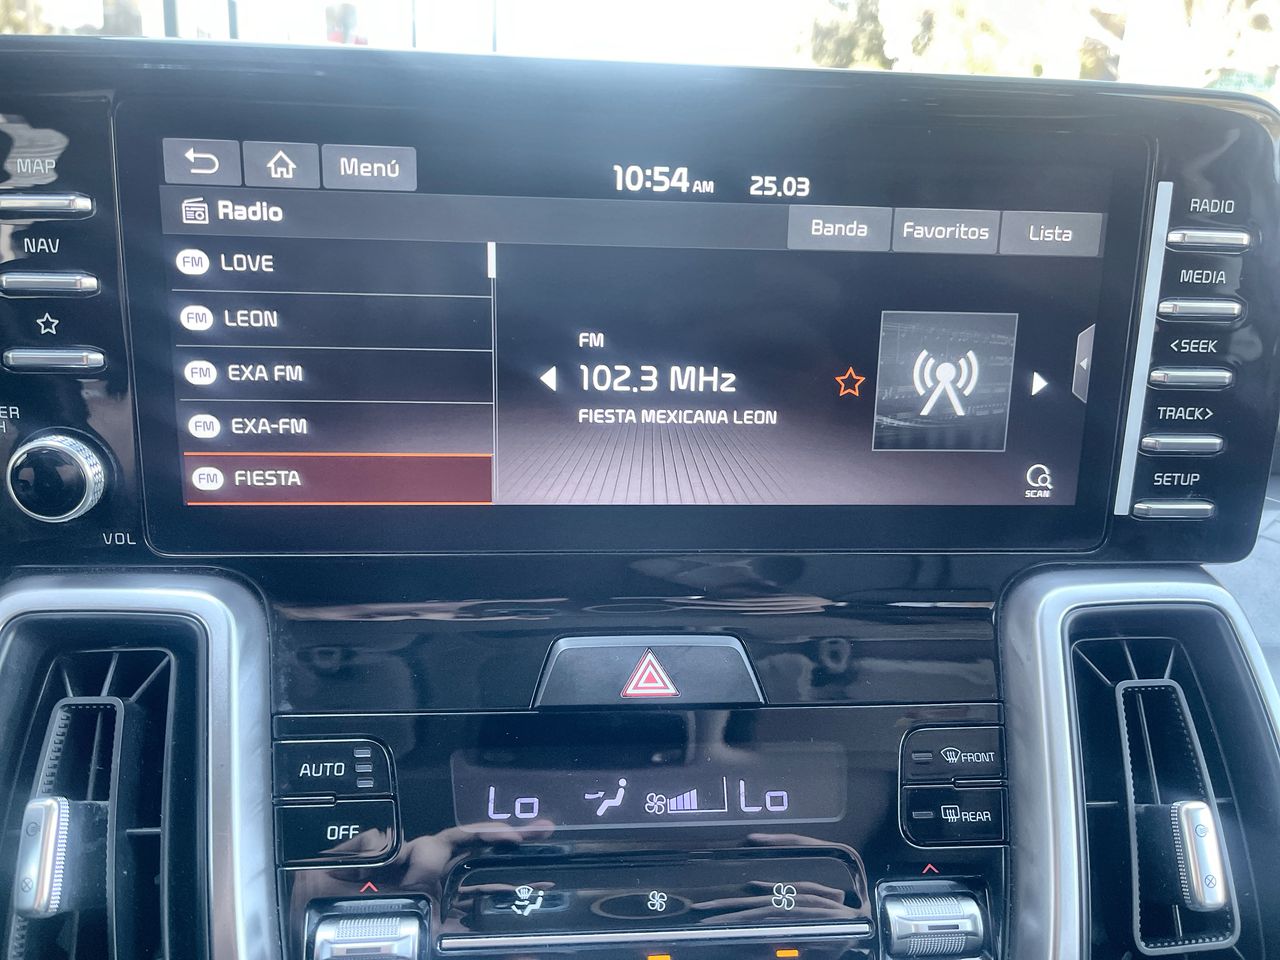 MAP
NAV
VOL
Menú
10:54 AM 25.03
Radio
Banda Favoritos Lista
FM LOVE
FM LEON
FM EXA FM
FM EXA-FM
FM FIESTA
FM
102.3 MHz
FIESTA MEXICANA LEON
SCAN
RADIO
MEDIA
<SEEK
TRACK>
SETUP
AUTO
OFF
Lo Lo
FRONT
REAR